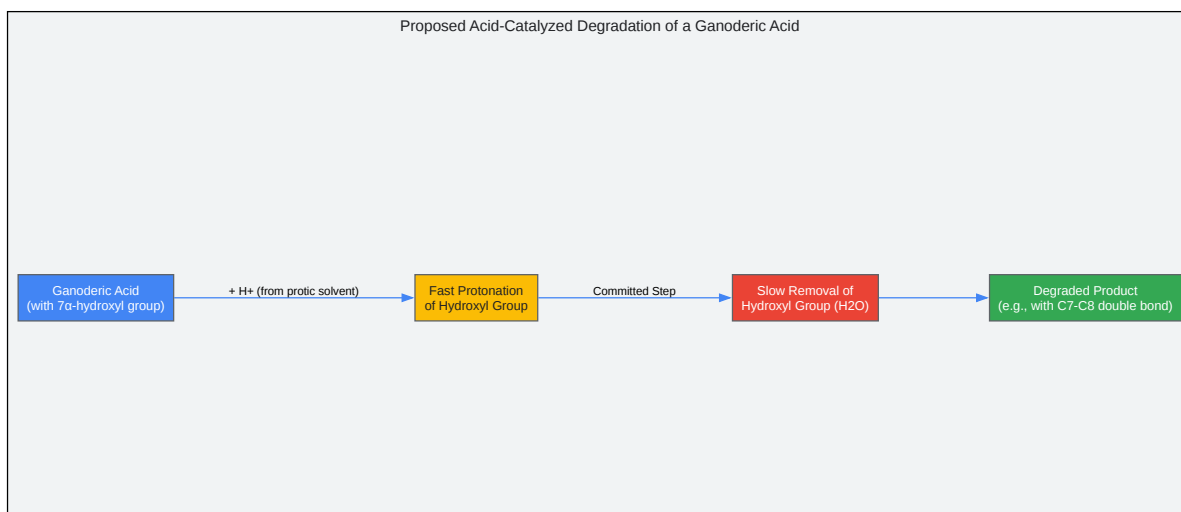 Proposed Acid-Catalyzed Degradation of a Ganoderic Acid
Ganoderic Acid
(with 7α-hydroxyl group)
+ H+ (from protic solvent)
Fast Protonation
of Hydroxyl Group
Committed Step
Slow Removal of
Hydroxyl Group (H2O)
Degraded Product
(e.g., with C7-C8 double bond)